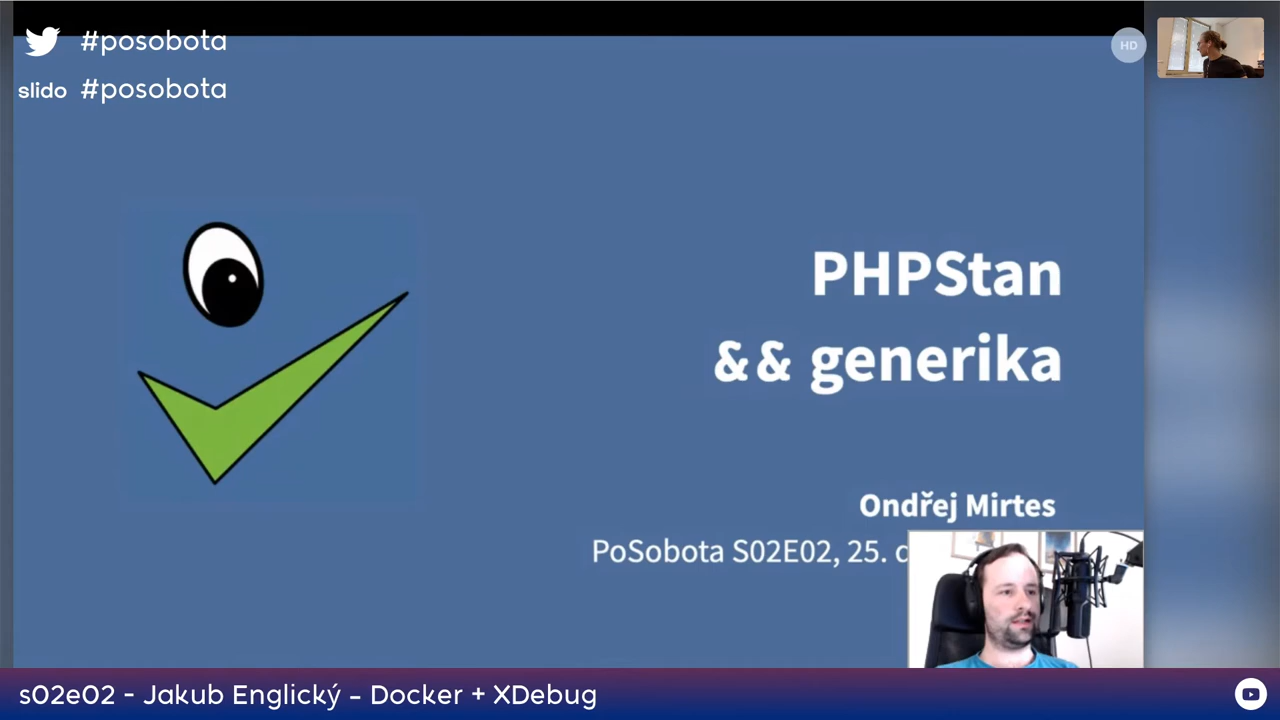 #posobota
slido #posobota
HD
PHPStan
&& generika
Ondřej Mirtes
PoSobota S02E02, 25.
s02e02 - Jakub Englický - Docker + XDebug